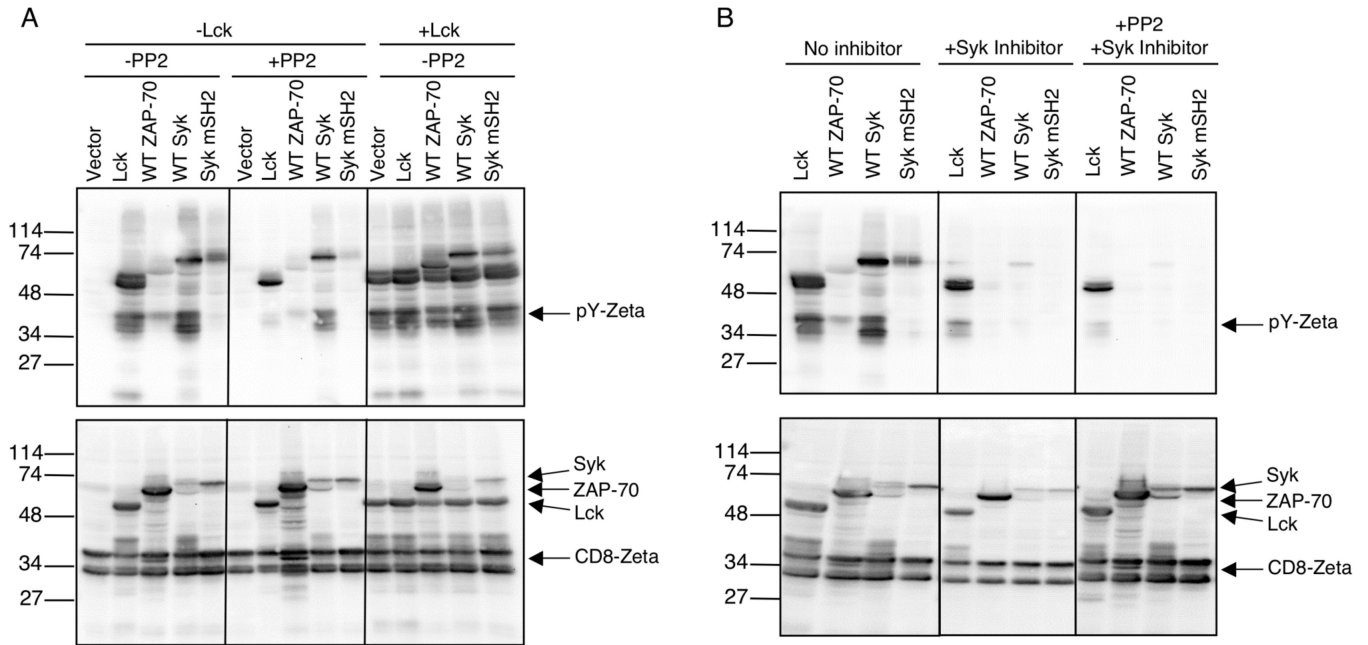 A
-Lck
+Lck
-PP2
+PP2
-PP2
Vector
Lck
WT ZAP-70
WT Syk
Syk mSH2
Vector
Lck
WT ZAP-70
WT Syk
Syk mSH2
Vector
Lck
WT ZAP-70
WT Syk
Syk mSH2
114
74
48
34
27
pY-Zeta
114
74
48
34
27
Syk
ZAP-70
Lck
CD8-Zeta
B
No inhibitor
+Syk Inhibitor
+PP2
+Syk Inhibitor
Lck
WT ZAP-70
WT Syk
Syk mSH2
Lck
WT ZAP-70
WT Syk
Syk mSH2
Lck
WT ZAP-70
WT Syk
Syk mSH2
114
74
48
34
27
pY-Zeta
114
74
48
34
27
Syk
ZAP-70
Lck
CD8-Zeta